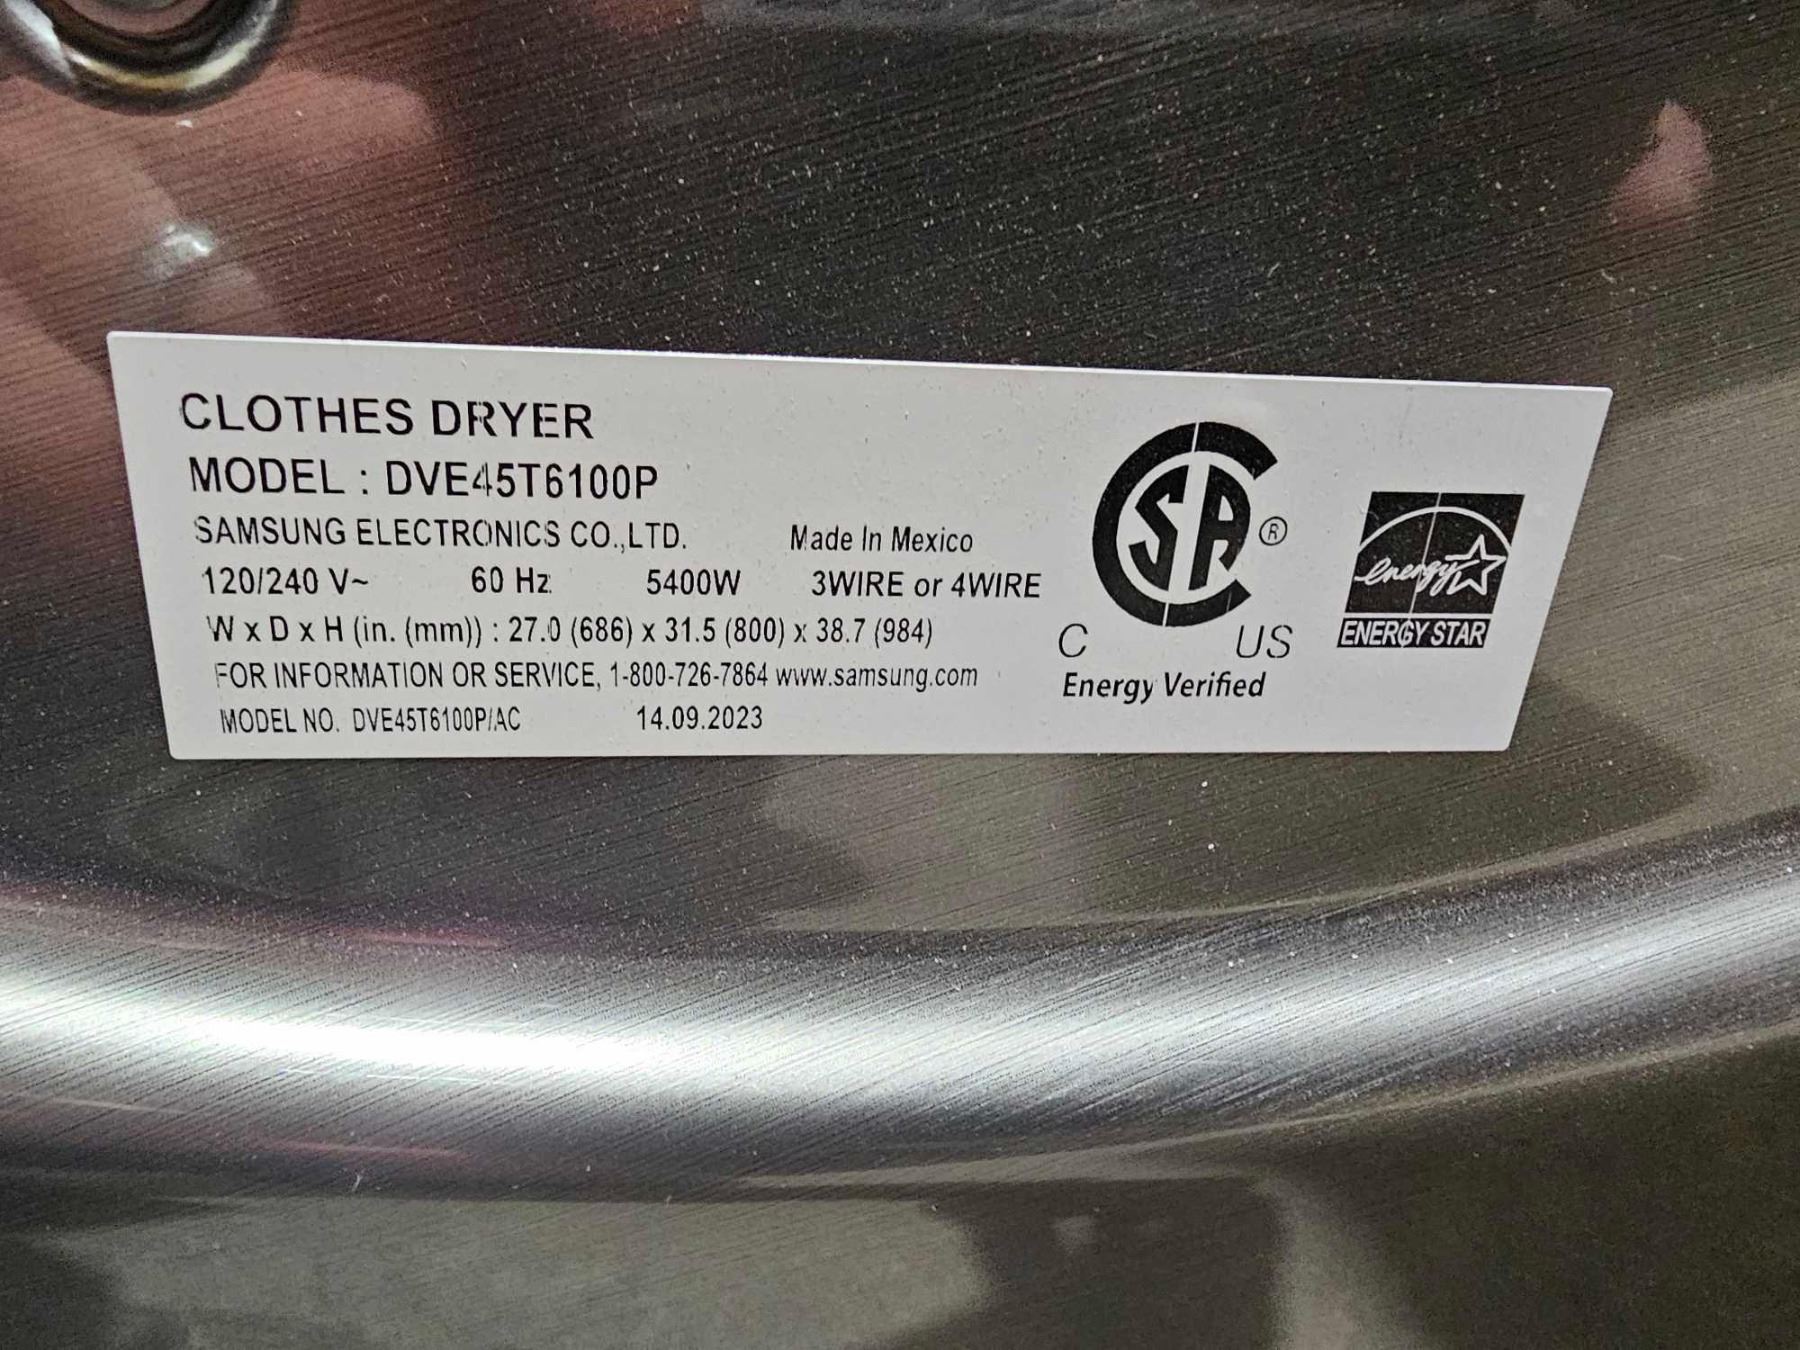 CLOTHES DRYER
MODEL : DVE45T6100P
SAMSUNG ELECTRONICS CO.,LTD. Made In Mexico
120/240 V~ 60 Hz 5400W 3WIRE or 4WIRE
W x D x H (in. (mm)) : 27.0 (686) x 31.5 (800) x 38.7 (984)
FOR INFORMATION OR SERVICE, 1-800-726-7864 www.samsung.com
MODEL NO. DVE45T6100P/AC 14.09.2023
SA ®
C US
Energy Verified
energy
ENERGY STAR